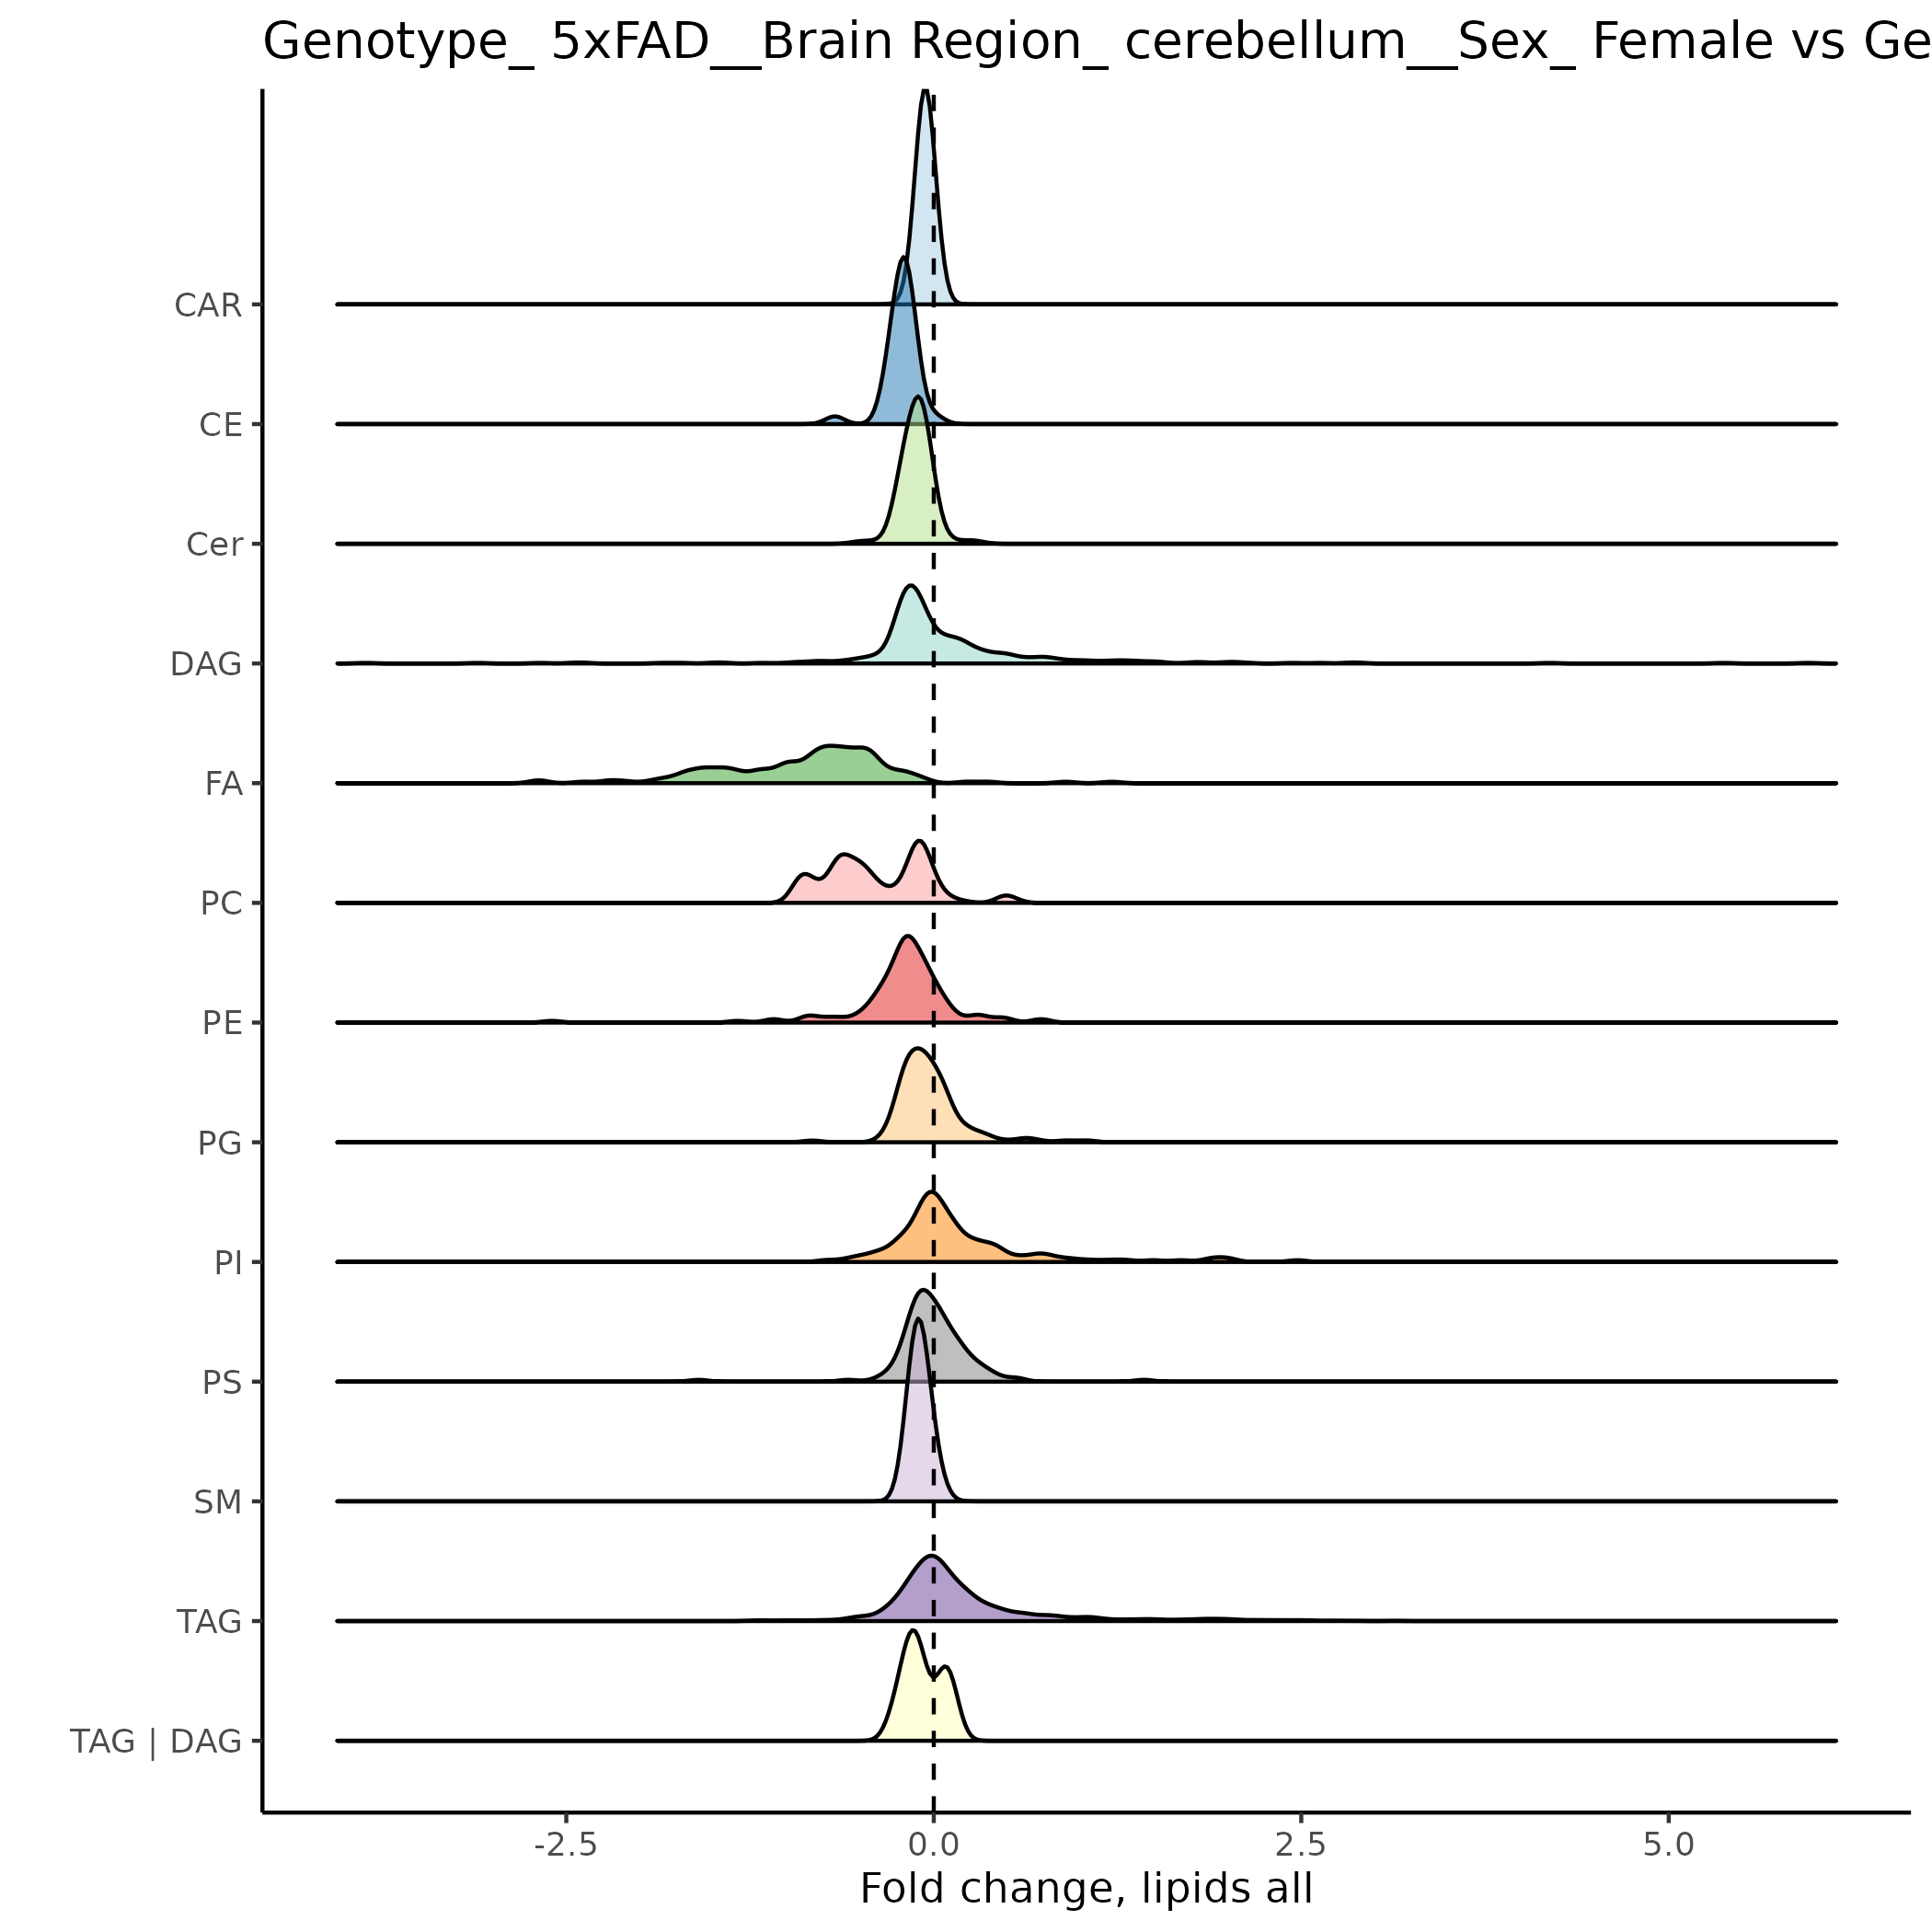 Genotype_ 5xFAD__Brain Region_ cerebellum__Sex_ Female vs Ge
CAR
CE
Cer
DAG
FA
PC
PE
PG
PI
PS
SM
TAG
TAG | DAG
-2.5 0.0 2.5 5.0
Fold change, lipids all